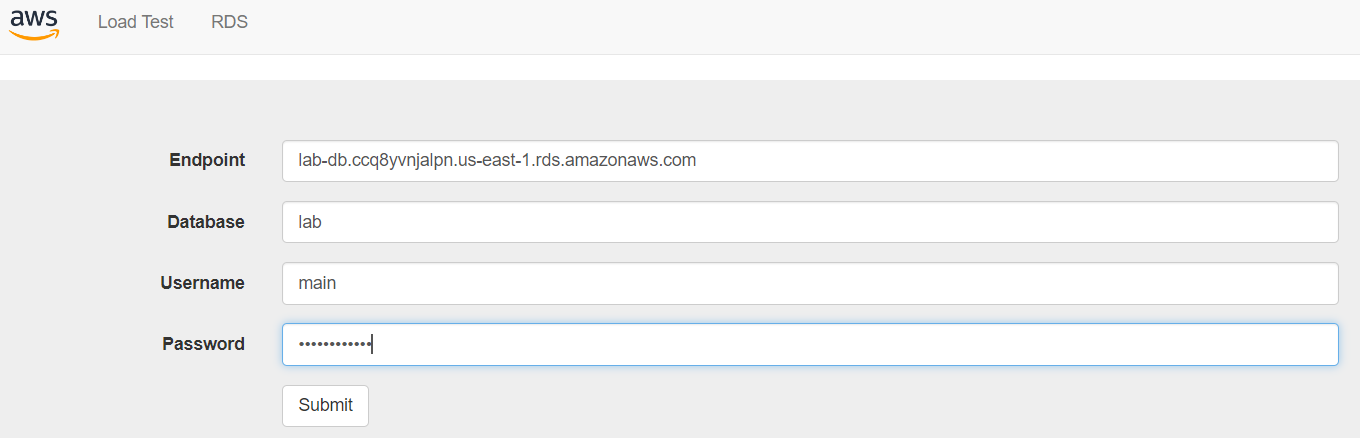 aws Load Test RDS
Endpoint lab-db.ccq8yvnjalpn.us-east-1.rds.amazonaws.com
Database lab
Username main
Password ••••••••••••
Submit